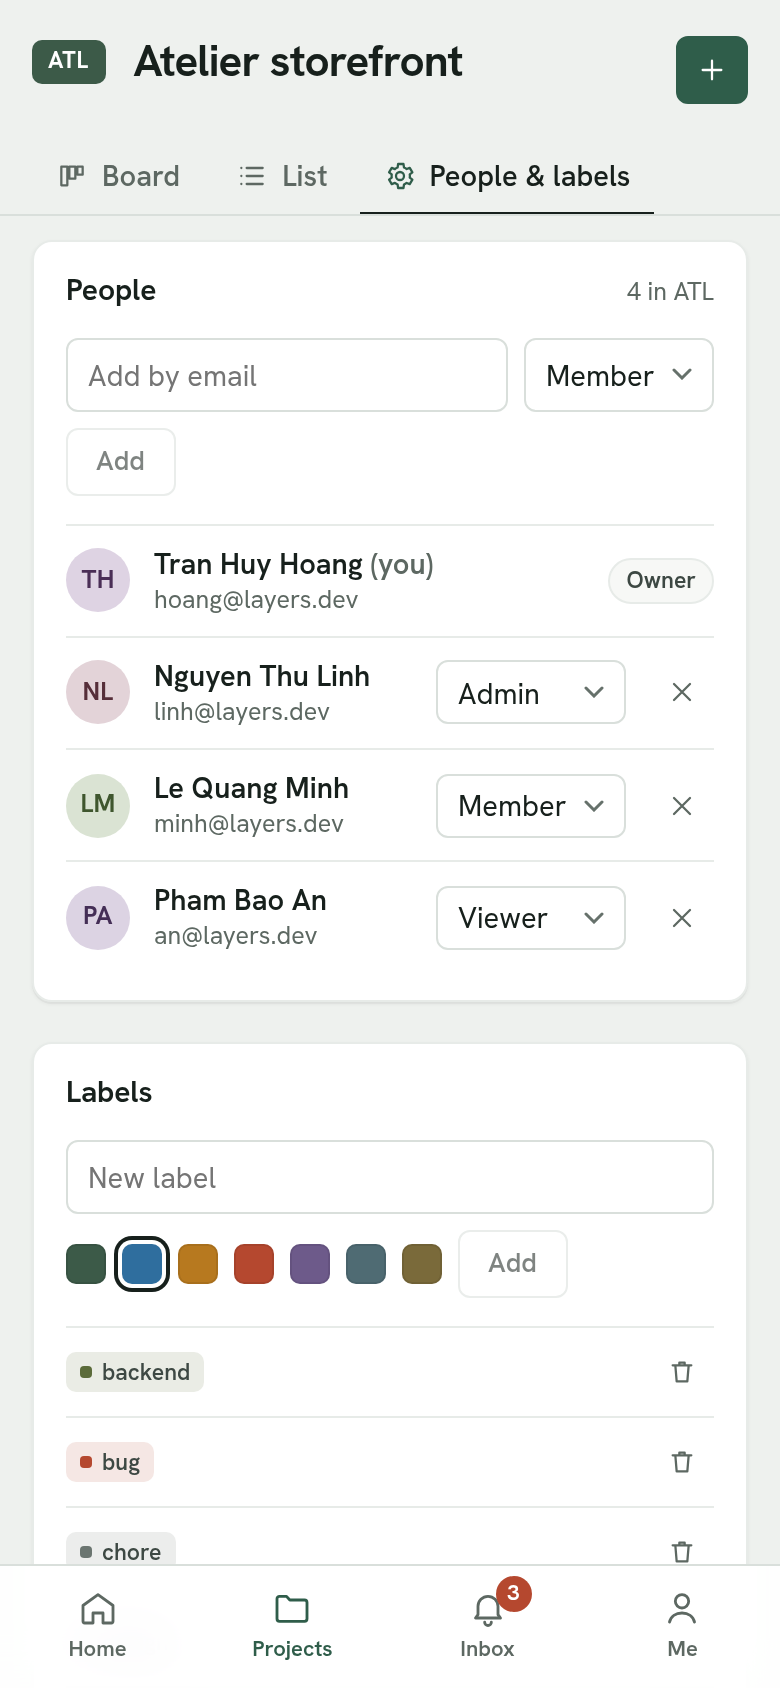 ATL
Atelier storefront
Board
List
People & labels
People
4 in ATL
Add by email
Member
Add
TH
Tran Huy Hoang (you)
hoang@layers.dev
Owner
NL
Nguyen Thu Linh
linh@layers.dev
Admin
LM
Le Quang Minh
minh@layers.dev
Member
PA
Pham Bao An
an@layers.dev
Viewer
Labels
New label
Add
backend
bug
chore
Home
Projects
3
Inbox
Me